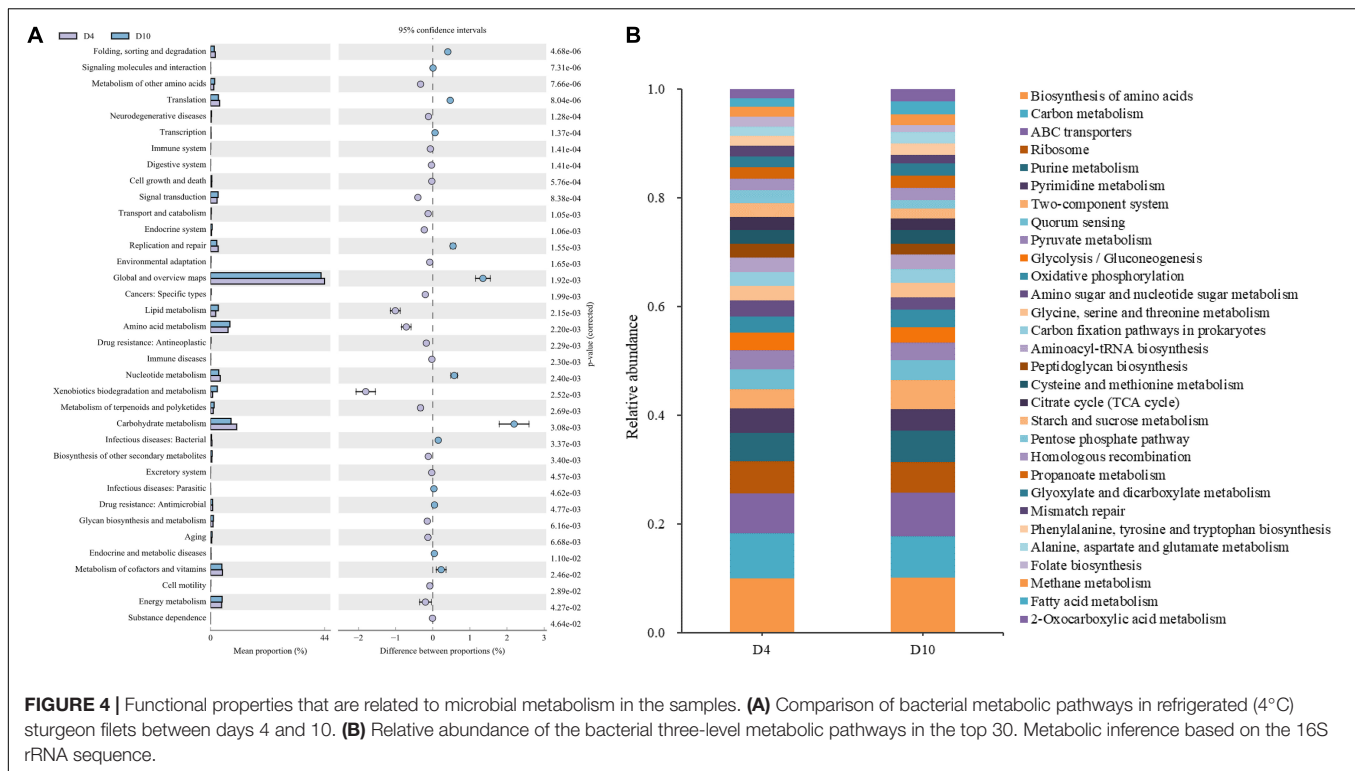 A
D4
D10
95% confidence intervals
Folding, sorting and degradation
4.68e-06
Signaling molecules and interaction
7.31e-06
Metabolism of other amino acids
7.66e-06
Translation
8.04e-06
Neurodegenerative diseases
1.28e-04
Transcription
1.37e-04
Immune system
1.41e-04
Digestive system
1.41e-04
Cell growth and death
5.76e-04
Signal transduction
8.38e-04
Transport and catabolism
1.05e-03
Endocrine system
1.06e-03
Replication and repair
1.55e-03
Environmental adaptation
1.65e-03
Global and overview maps
1.92e-03
Cancers: Specific types
1.99e-03
Lipid metabolism
2.15e-03
Amino acid metabolism
2.20e-03
Drug resistance: Antineoplastic
2.29e-03
Immune diseases
2.30e-03
Nucleotide metabolism
2.40e-03
Xenobiotics biodegradation and metabolism
2.52e-03
Metabolism of terpenoids and polyketides
2.69e-03
Carbohydrate metabolism
3.08e-03
Infectious diseases: Bacterial
3.37e-03
Biosynthesis of other secondary metabolites
3.40e-03
Excretory system
4.57e-03
Infectious diseases: Parasitic
4.62e-03
Drug resistance: Antimicrobial
4.77e-03
Glycan biosynthesis and metabolism
6.16e-03
Aging
6.68e-03
Endocrine and metabolic diseases
1.10e-02
Metabolism of cofactors and vitamins
2.46e-02
Cell motility
2.89e-02
Energy metabolism
4.27e-02
Substance dependence
4.64e-02
p-value (corrected)
0 44
Mean proportion (%)
−2 −1 0 1 2 3
Difference between proportions (%)
B
1.0
0.8
0.6
0.4
0.2
0.0
Relative abundance
D4 D10
Biosynthesis of amino acids
Carbon metabolism
ABC transporters
Ribosome
Purine metabolism
Pyrimidine metabolism
Two-component system
Quorum sensing
Pyruvate metabolism
Glycolysis / Gluconeogenesis
Oxidative phosphorylation
Amino sugar and nucleotide sugar metabolism
Glycine, serine and threonine metabolism
Carbon fixation pathways in prokaryotes
Aminoacyl-tRNA biosynthesis
Peptidoglycan biosynthesis
Cysteine and methionine metabolism
Citrate cycle (TCA cycle)
Starch and sucrose metabolism
Pentose phosphate pathway
Homologous recombination
Propanoate metabolism
Glyoxylate and dicarboxylate metabolism
Mismatch repair
Phenylalanine, tyrosine and tryptophan biosynthesis
Alanine, aspartate and glutamate metabolism
Folate biosynthesis
Methane metabolism
Fatty acid metabolism
2-Oxocarboxylic acid metabolism
FIGURE 4 | Functional properties that are related to microbial metabolism in the samples. (A) Comparison of bacterial metabolic pathways in refrigerated (4°C)
sturgeon filets between days 4 and 10. (B) Relative abundance of the bacterial three-level metabolic pathways in the top 30. Metabolic inference based on the 16S
rRNA sequence.